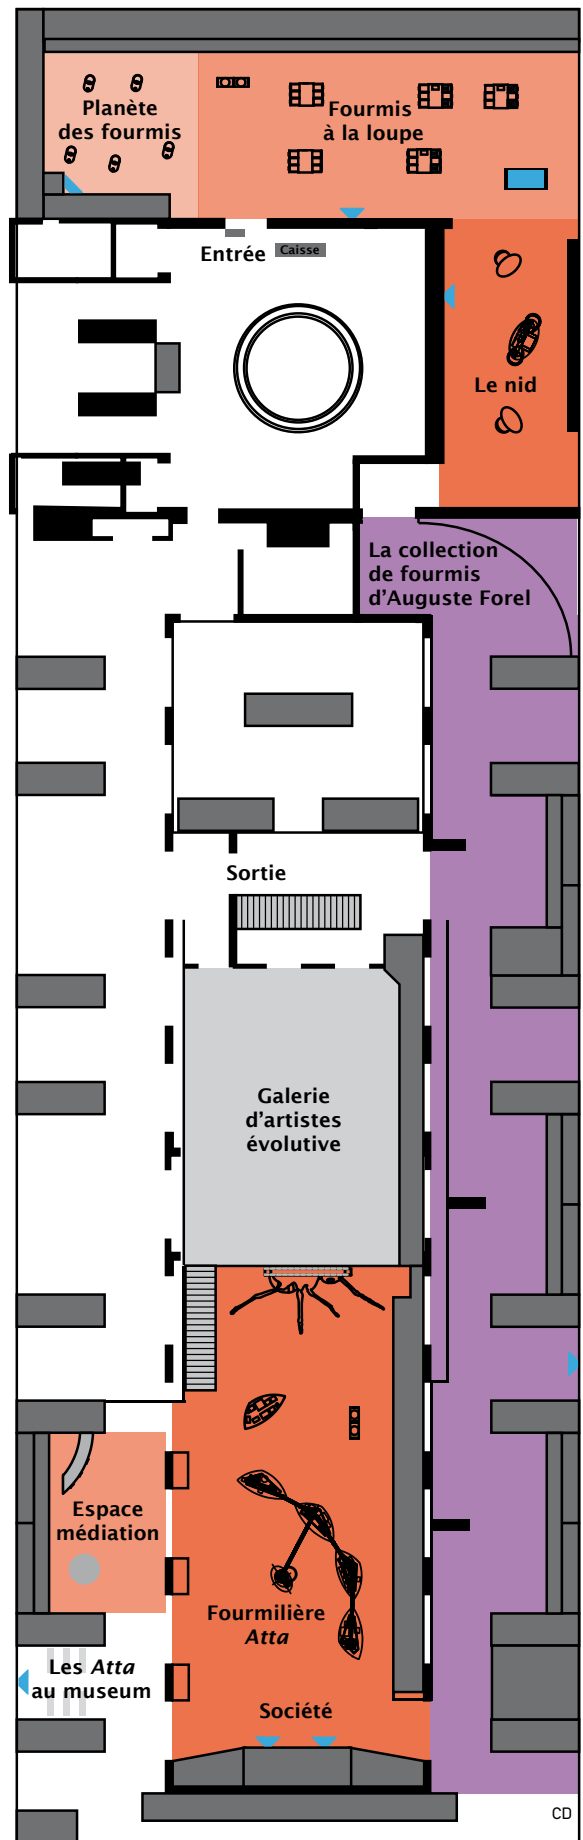 Planète
des fourmis
Fourmis
à la loupe
Entrée
Caisse
Le nid
La collection
de fourmis
d'Auguste Forel
Sortie
Galerie
d'artistes
évolutive
Espace
médiation
Fourmilière
Atta
Les Atta
au museum
Société
CD